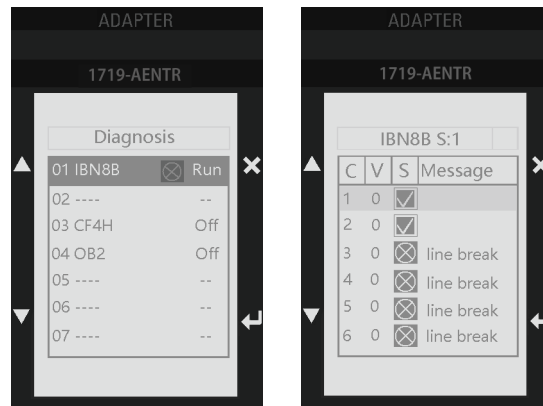 ADAPTER
1719-AENTR
Diagnosis
01 IBN8B Run
02 ---- --
03 CF4H Off
04 OB2 Off
05 ---- --
06 ---- --
07 ---- --
ADAPTER
1719-AENTR
IBN8B S:1
C V S Message
1 0
2 0
3 0 line break
4 0 line break
5 0 line break
6 0 line break